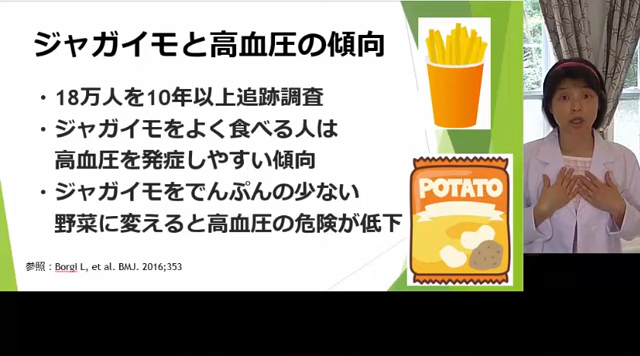 ジャガイモと高血圧の傾向
・18万人を10年以上追跡調査
・ジャガイモをよく食べる人は
高血圧を発症しやすい傾向
・ジャガイモをでんぷんの少ない
野菜に変えると高血圧の危険が低下
参照：Borgi L, et al. BMJ. 2016;353
POTATO